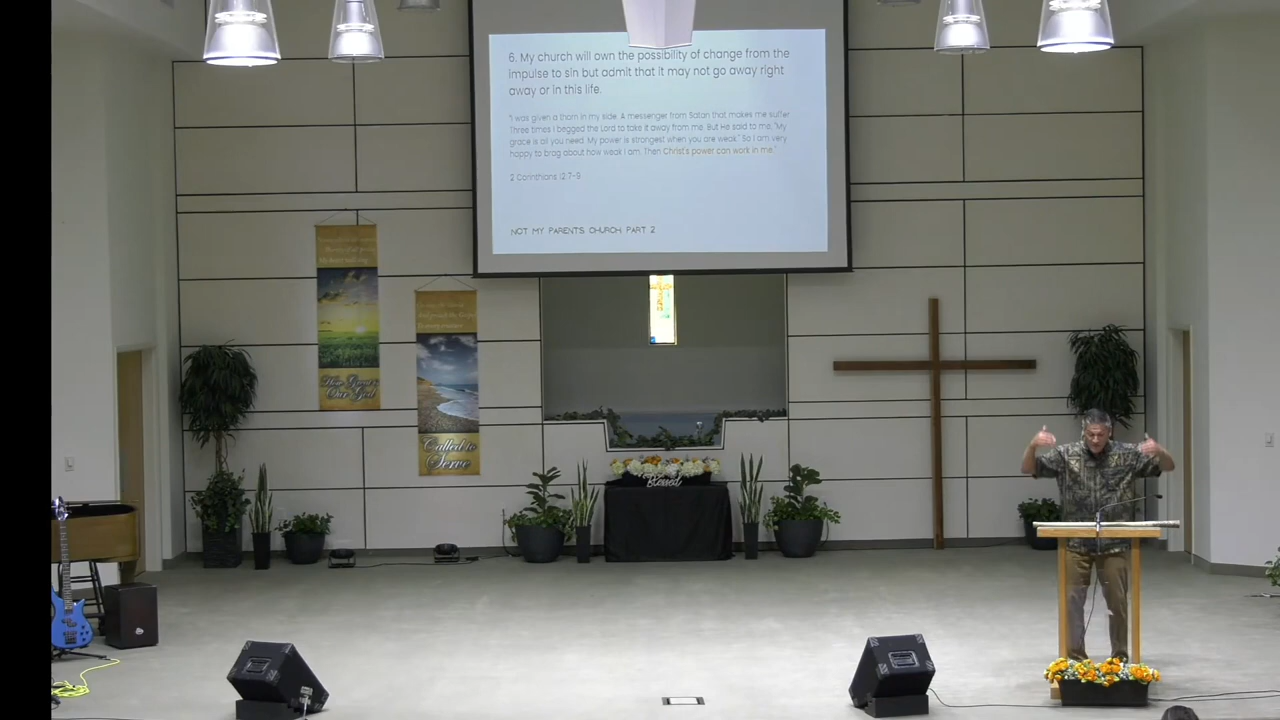 6. My church will own the possibility of change from the
impulse to sin but admit that it may not go away right
away or in this life.
"I was given a thorn in my side. A messenger from Satan that makes me suffer
Three times I begged the Lord to take it away from me. But He said to me, "My
grace is all you need. My power is strongest when you are weak." So I am very
happy to brag about how weak I am. Then Christ's power can work in me."
2 Corinthians 12:7-9
NOT MY PARENTS CHURCH: PART 2
How Great is
Our God
Called to
Serve
Blessed